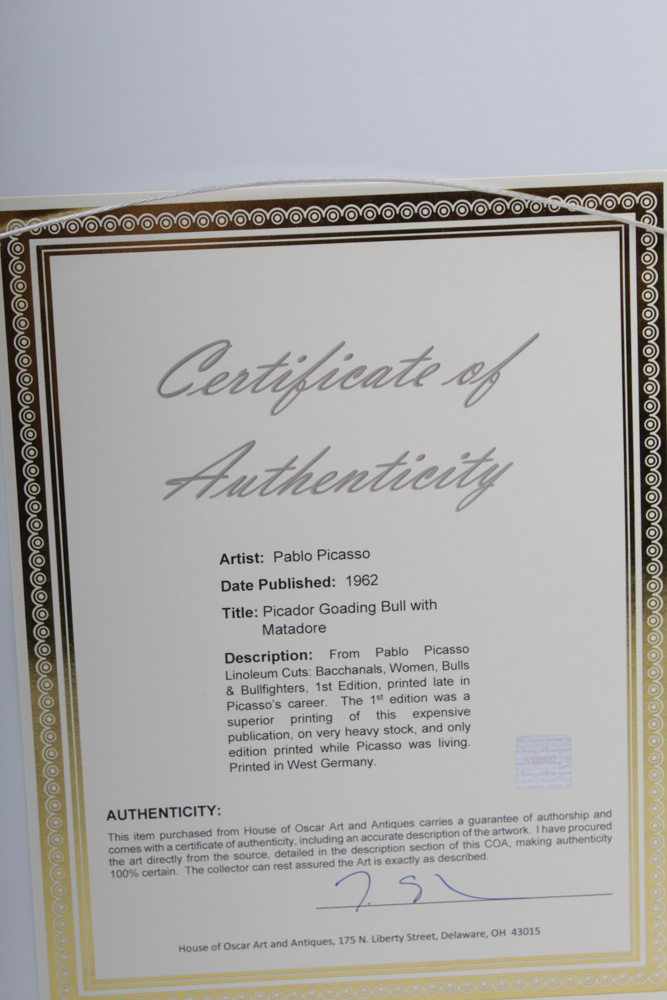 Certificate of
Authenticity
Artist: Pablo Picasso
Date Published: 1962
Title: Picador Goading Bull with
Matadore
Description: From Pablo Picasso
Linoleum Cuts: Bacchanals, Women, Bulls
& Bullfighters, 1st Edition, printed late in
Picasso's career. The 1st edition was a
superior printing of this expensive
publication, on very heavy stock, and only
edition printed while Picasso was living.
Printed in West Germany.
AUTHENTICITY:
This item purchased from House of Oscar Art and Antiques carries a guarantee of authorship and
comes with a certificate of authenticity, including an accurate description of the artwork. I have procured
the art directly from the source, detailed in the description section of this COA, making authenticity
100% certain. The collector can rest assured the Art is exactly as described.
House of Oscar Art and Antiques, 175 N. Liberty Street, Delaware, OH 43015